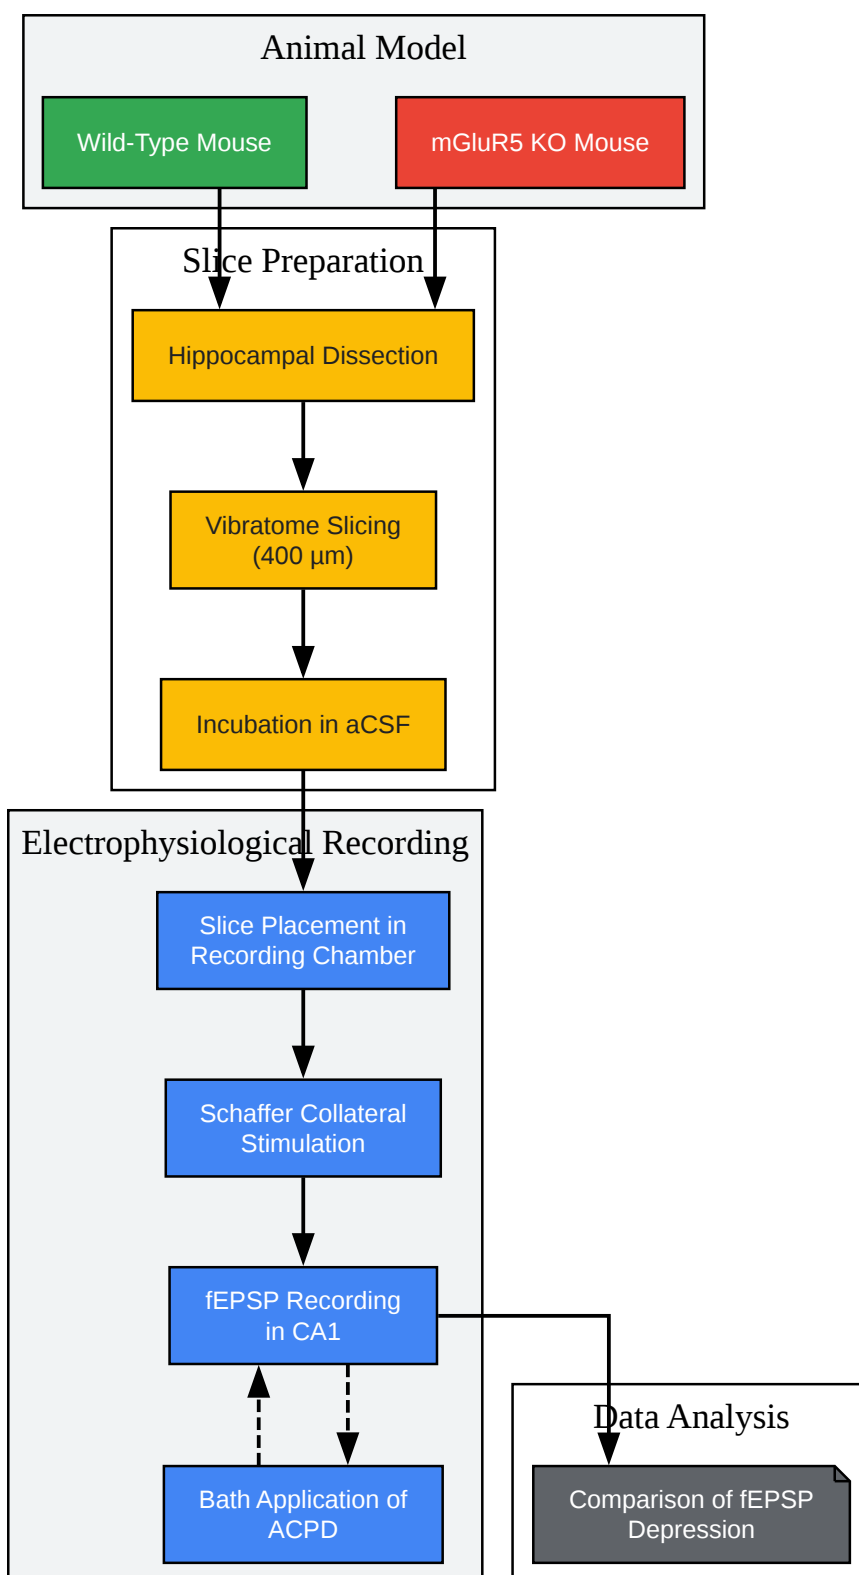 Animal Model
Wild-Type Mouse
mGluR5 KO Mouse
Slice Preparation
Hippocampal Dissection
Vibratome Slicing
(400 µm)
Incubation in aCSF
Electrophysiological Recording
Slice Placement in
Recording Chamber
Schaffer Collateral
Stimulation
fEPSP Recording
in CA1
Bath Application of
ACPD
Data Analysis
Comparison of fEPSP
Depression